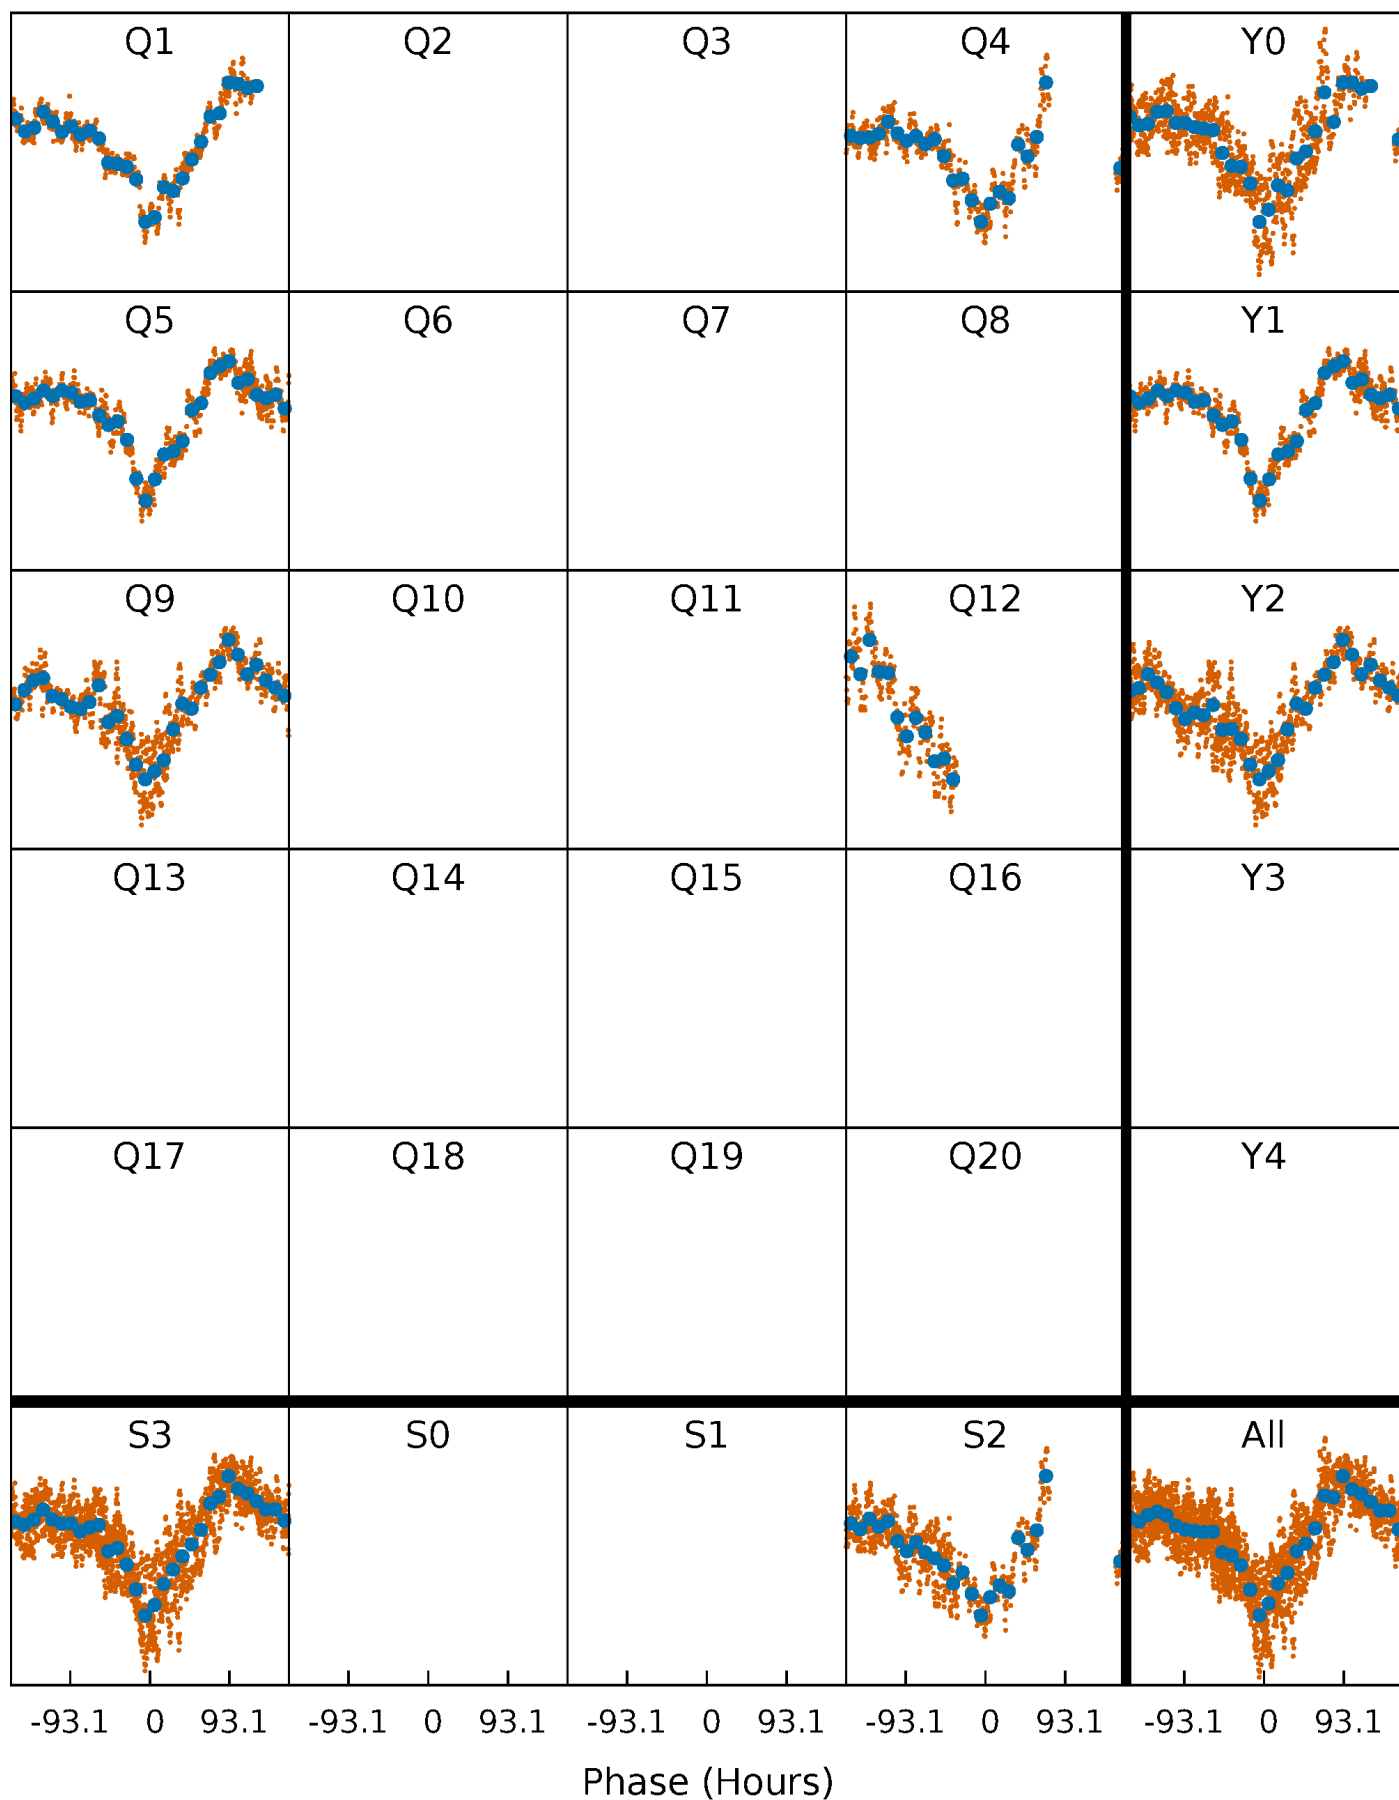 Q1 Q2 Q3 Q4 Y0
Q5 Q6 Q7 Q8 Y1
Q9 Q10 Q11 Q12 Y2
Q13 Q14 Q15 Q16 Y3
Q17 Q18 Q19 Q20 Y4
S3 S0 S1 S2 All
-93.1 0 93.1 -93.1 0 93.1 -93.1 0 93.1 -93.1 0 93.1 -93.1 0 93.1
Phase (Hours)